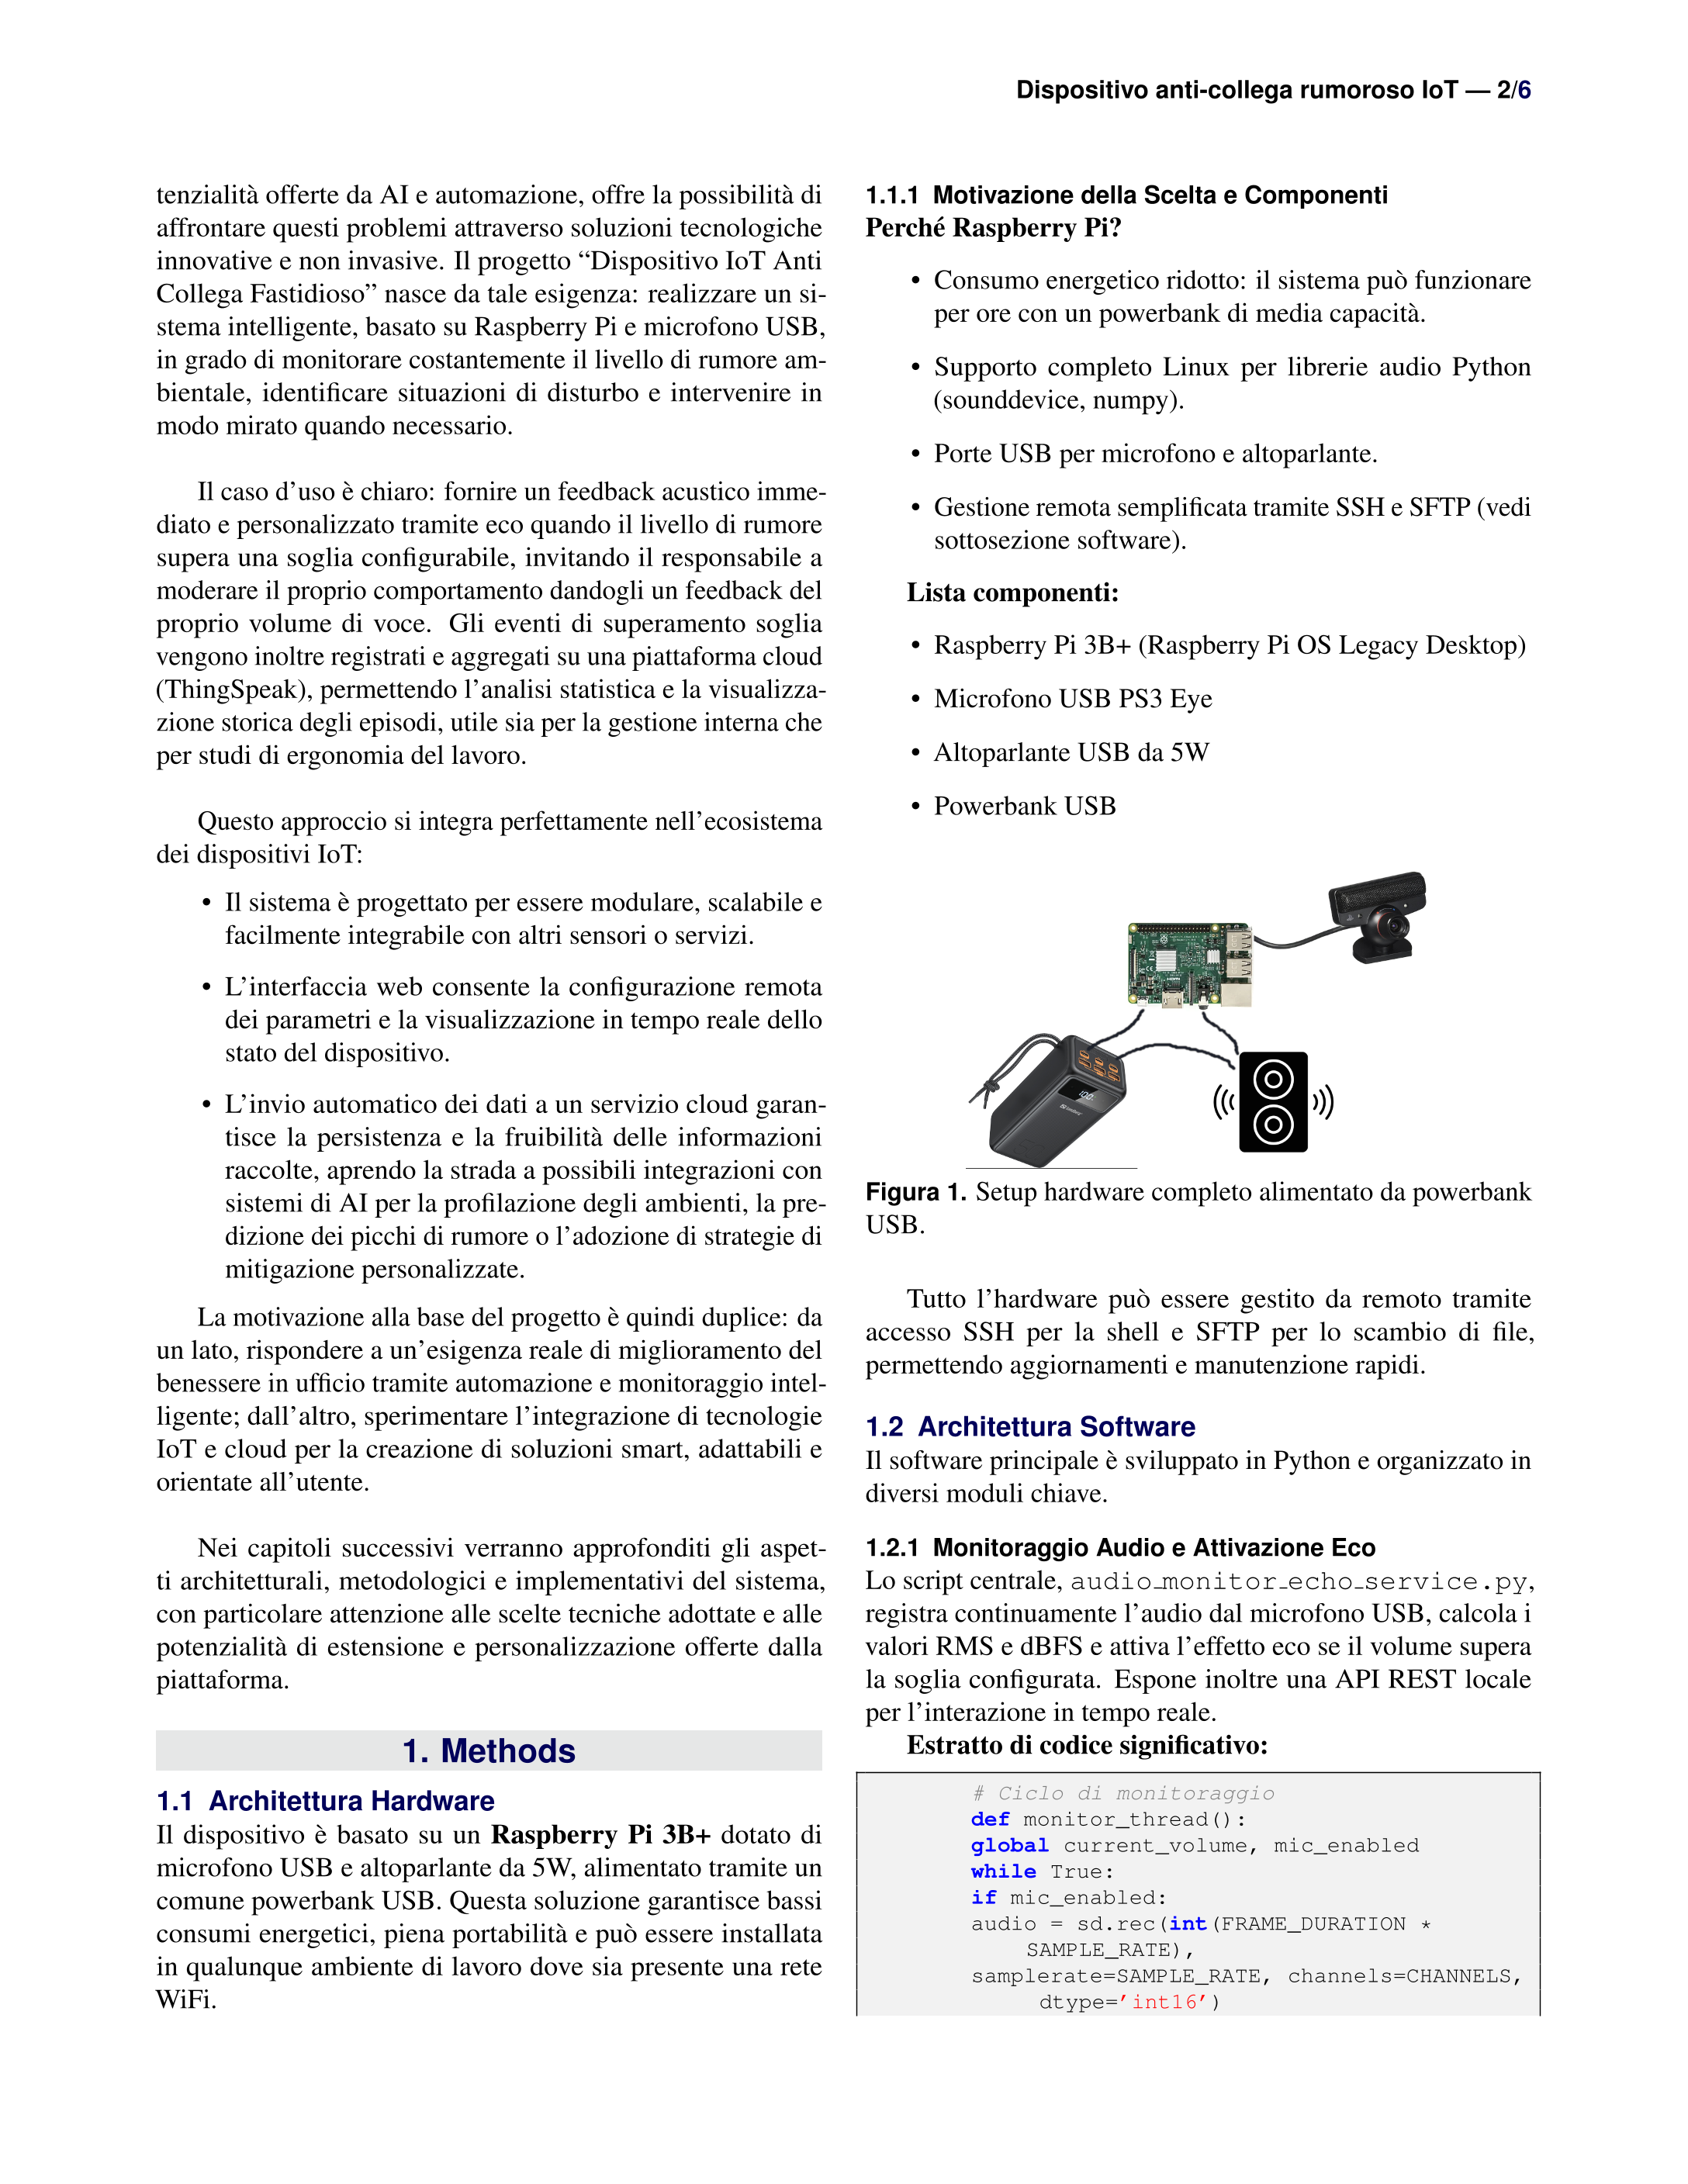 Dispositivo anti-collega rumoroso IoT — 2/6
tenzialità offerte da AI e automazione, offre la possibilità di
affrontare questi problemi attraverso soluzioni tecnologiche
innovative e non invasive. Il progetto “Dispositivo IoT Anti
Collega Fastidioso” nasce da tale esigenza: realizzare un si-
stema intelligente, basato su Raspberry Pi e microfono USB,
in grado di monitorare costantemente il livello di rumore am-
bientale, identificare situazioni di disturbo e intervenire in
modo mirato quando necessario.
Il caso d’uso è chiaro: fornire un feedback acustico imme-
diato e personalizzato tramite eco quando il livello di rumore
supera una soglia configurabile, invitando il responsabile a
moderare il proprio comportamento dandogli un feedback del
proprio volume di voce. Gli eventi di superamento soglia
vengono inoltre registrati e aggregati su una piattaforma cloud
(ThingSpeak), permettendo l’analisi statistica e la visualizza-
zione storica degli episodi, utile sia per la gestione interna che
per studi di ergonomia del lavoro.
Questo approccio si integra perfettamente nell’ecosistema
dei dispositivi IoT:
• Il sistema è progettato per essere modulare, scalabile e
facilmente integrabile con altri sensori o servizi.
• L’interfaccia web consente la configurazione remota
dei parametri e la visualizzazione in tempo reale dello
stato del dispositivo.
• L’invio automatico dei dati a un servizio cloud garan-
tisce la persistenza e la fruibilità delle informazioni
raccolte, aprendo la strada a possibili integrazioni con
sistemi di AI per la profilazione degli ambienti, la pre-
dizione dei picchi di rumore o l’adozione di strategie di
mitigazione personalizzate.
La motivazione alla base del progetto è quindi duplice: da
un lato, rispondere a un’esigenza reale di miglioramento del
benessere in ufficio tramite automazione e monitoraggio intel-
ligente; dall’altro, sperimentare l’integrazione di tecnologie
IoT e cloud per la creazione di soluzioni smart, adattabili e
orientate all’utente.
Nei capitoli successivi verranno approfonditi gli aspet-
ti architetturali, metodologici e implementativi del sistema,
con particolare attenzione alle scelte tecniche adottate e alle
potenzialità di estensione e personalizzazione offerte dalla
piattaforma.
1. Methods
1.1 Architettura Hardware
Il dispositivo è basato su un Raspberry Pi 3B+ dotato di
microfono USB e altoparlante da 5W, alimentato tramite un
comune powerbank USB. Questa soluzione garantisce bassi
consumi energetici, piena portabilità e può essere installata
in qualunque ambiente di lavoro dove sia presente una rete
WiFi.
1.1.1 Motivazione della Scelta e Componenti
Perché Raspberry Pi?
• Consumo energetico ridotto: il sistema può funzionare
per ore con un powerbank di media capacità.
• Supporto completo Linux per librerie audio Python
(sounddevice, numpy).
• Porte USB per microfono e altoparlante.
• Gestione remota semplificata tramite SSH e SFTP (vedi
sottosezione software).
Lista componenti:
• Raspberry Pi 3B+ (Raspberry Pi OS Legacy Desktop)
• Microfono USB PS3 Eye
• Altoparlante USB da 5W
• Powerbank USB
100
Figura 1. Setup hardware completo alimentato da powerbank
USB.
Tutto l’hardware può essere gestito da remoto tramite
accesso SSH per la shell e SFTP per lo scambio di file,
permettendo aggiornamenti e manutenzione rapidi.
1.2 Architettura Software
Il software principale è sviluppato in Python e organizzato in
diversi moduli chiave.
1.2.1 Monitoraggio Audio e Attivazione Eco
Lo script centrale, audio_monitor_echo_service.py,
registra continuamente l’audio dal microfono USB, calcola i
valori RMS e dBFS e attiva l’effetto eco se il volume supera
la soglia configurata. Espone inoltre una API REST locale
per l’interazione in tempo reale.
Estratto di codice significativo:
# Ciclo di monitoraggio
def monitor_thread():
global current_volume, mic_enabled
while True:
if mic_enabled:
audio = sd.rec(int(FRAME_DURATION *
SAMPLE_RATE),
samplerate=SAMPLE_RATE, channels=CHANNELS,
dtype=’int16’)